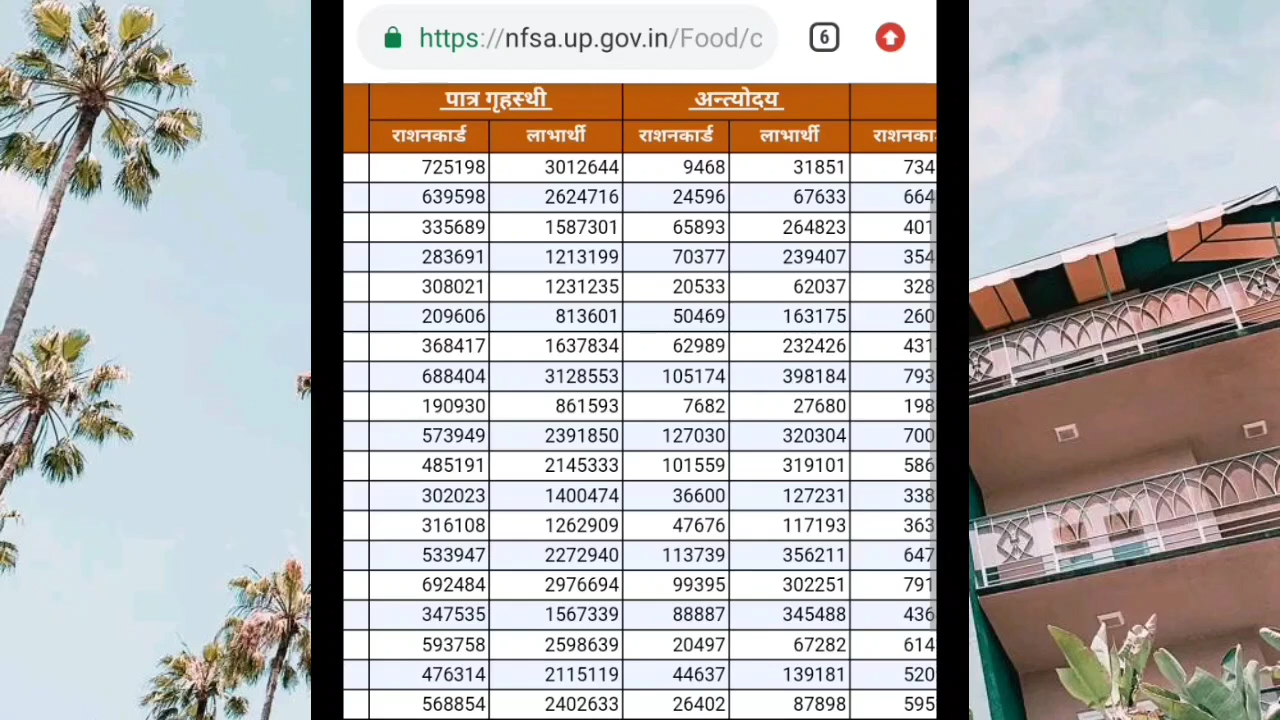 https://nfsa.up.gov.in/Food/c 6
पात्र गृहस्थी अन्त्योदय
राशनकार्ड लाभार्थी राशनकार्ड लाभार्थी राशनका
725198 3012644 9468 31851 734
639598 2624716 24596 67633 664
335689 1587301 65893 264823 401
283691 1213199 70377 239407 354
308021 1231235 20533 62037 328
209606 813601 50469 163175 260
368417 1637834 62989 232426 431
688404 3128553 105174 398184 793
190930 861593 7682 27680 198
573949 2391850 127030 320304 700
485191 2145333 101559 319101 586
302023 1400474 36600 127231 338
316108 1262909 47676 117193 363
533947 2272940 113739 356211 647
692484 2976694 99395 302251 791
347535 1567339 88887 345488 436
593758 2598639 20497 67282 614
476314 2115119 44637 139181 520
568854 2402633 26402 87898 595